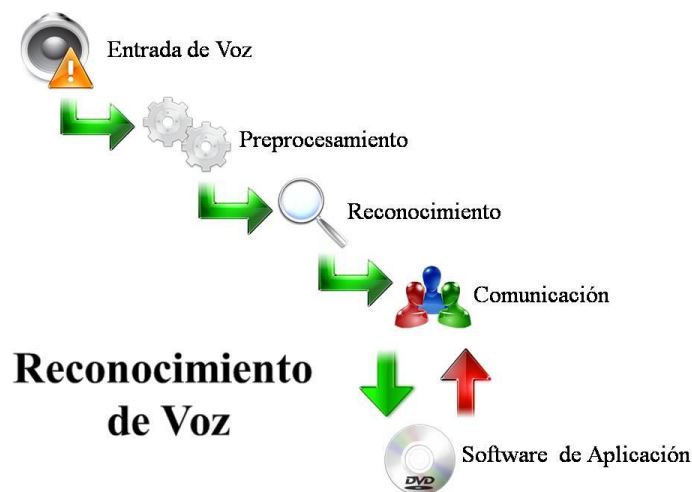 Entrada de Voz
Preprocesamiento
Reconocimiento
Comunicación
Reconocimiento
de Voz
Software de Aplicación
DVD